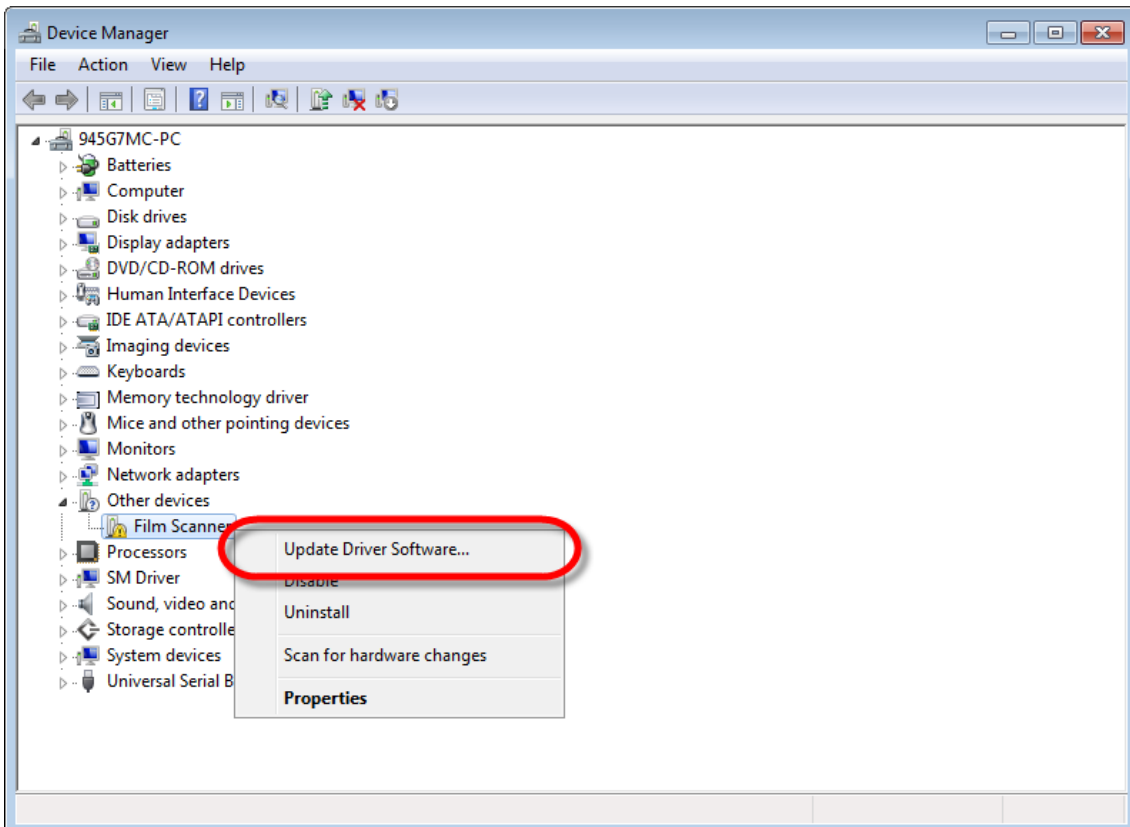 Device Manager
File Action View Help
945G7MC-PC
Batteries
Computer
Disk drives
Display adapters
DVD/CD-ROM drives
Human Interface Devices
IDE ATA/ATAPI controllers
Imaging devices
Keyboards
Memory technology driver
Mice and other pointing devices
Monitors
Network adapters
Other devices
Film Scanner
Update Driver Software...
Processors
SM Driver
Disable
Sound, video and
Uninstall
Storage controlle
System devices
Scan for hardware changes
Universal Serial B
Properties